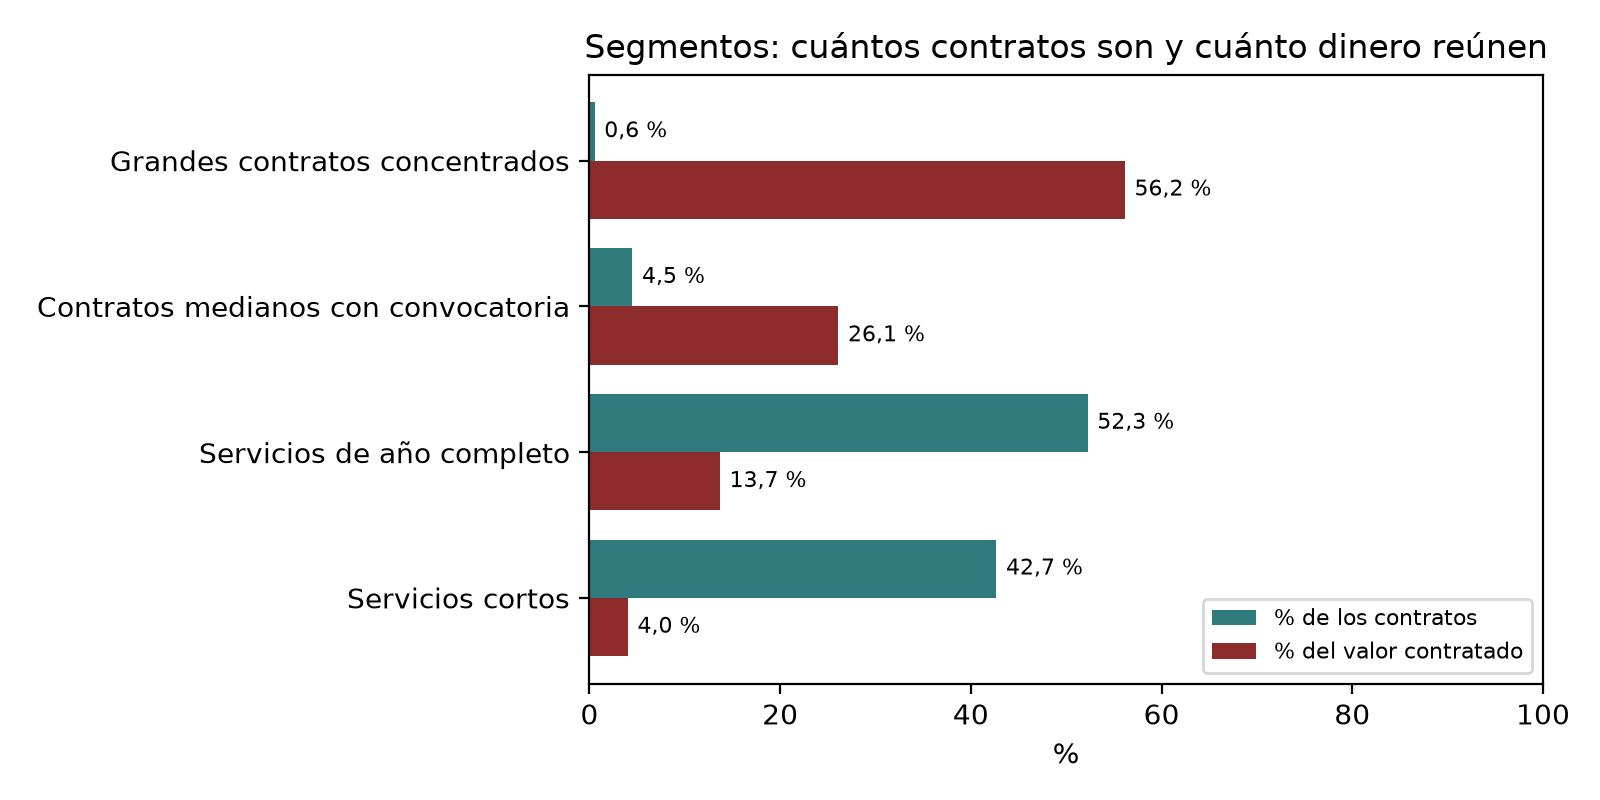 Segmentos: cuántos contratos son y cuánto dinero reúnen
Grandes contratos concentrados
0,6 %
56,2 %
Contratos medianos con convocatoria
4,5 %
26,1 %
Servicios de año completo
52,3 %
13,7 %
Servicios cortos
42,7 %
4,0 %
% de los contratos
% del valor contratado
0 20 40 60 80 100
%